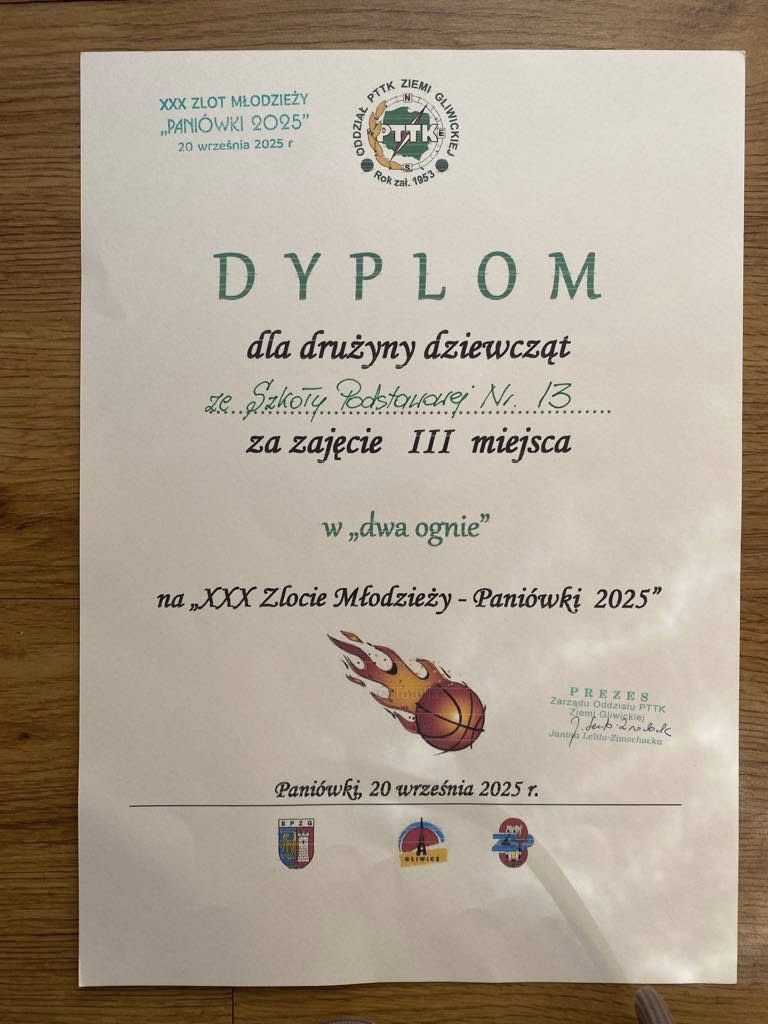 XXX ZLOT MŁODZIEŻY
„PANIÓWKI 2025”
20 września 2025 r
ODDZIAŁ PTTK ZIEMI GLIWICKIEJ
N
PTTK
E
S
Rok zał. 1953
DYPLOM
dla drużyny dziewcząt
ze Szkoły Podstawowej Nr. 13
za zajęcie III miejsca
w „dwa ognie”
na „XXX Zlocie Młodzieży - Paniówki 2025”
PREZES
Zarządu Oddziału PTTK
Ziemi Gliwickiej
Janina
Paniówki, 20 września 2025 r.
GLIWICE